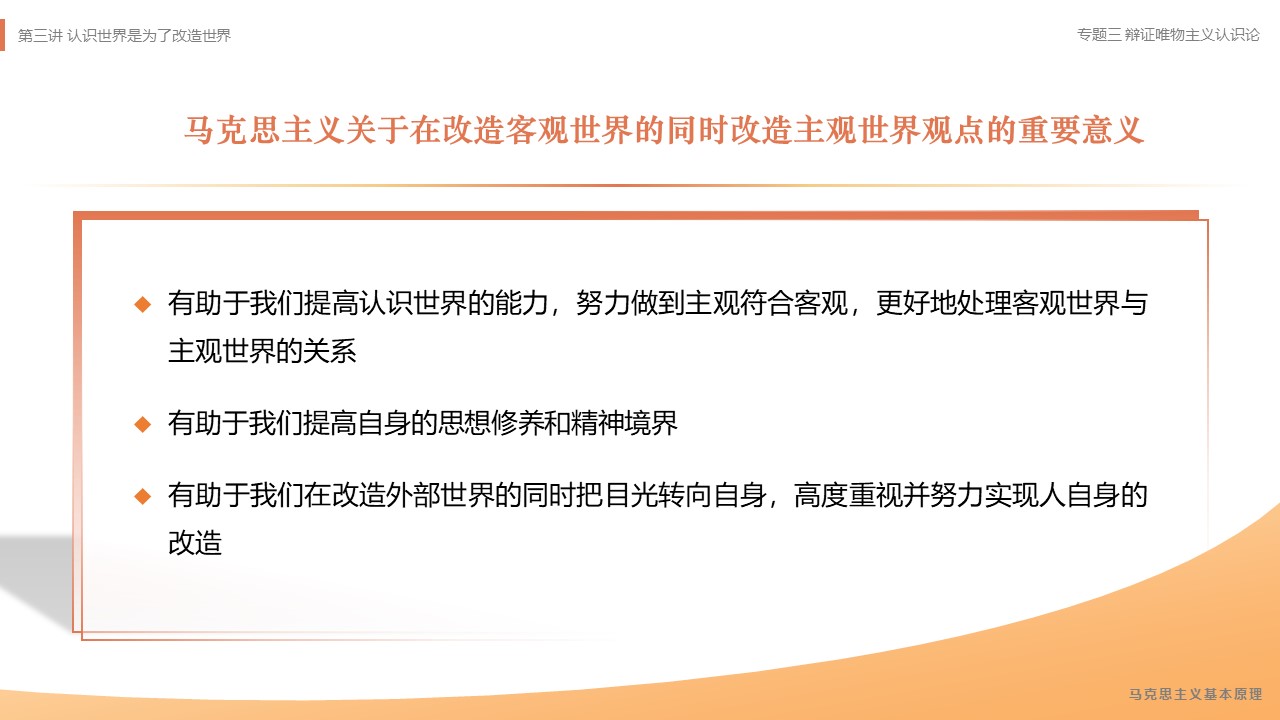 第三讲 认识世界是为了改造世界
专题三 辩证唯物主义认识论
马克思主义关于在改造客观世界的同时改造主观世界观点的重要意义
有助于我们提高认识世界的能力，努力做到主观符合客观，更好地处理客观世界与
主观世界的关系
有助于我们提高自身的思想修养和精神境界
有助于我们在改造外部世界的同时把目光转向自身，高度重视并努力实现人自身的
改造
马克思主义基本原理